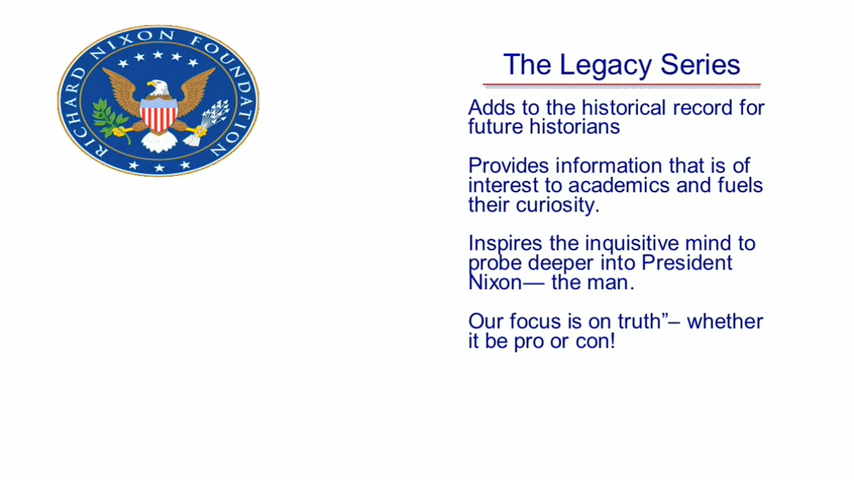 RICHARD NIXON FOUNDATION
The Legacy Series
Adds to the historical record for
future historians
Provides information that is of
interest to academics and fuels
their curiosity.
Inspires the inquisitive mind to
probe deeper into President
Nixon— the man.
Our focus is on truth”– whether
it be pro or con!